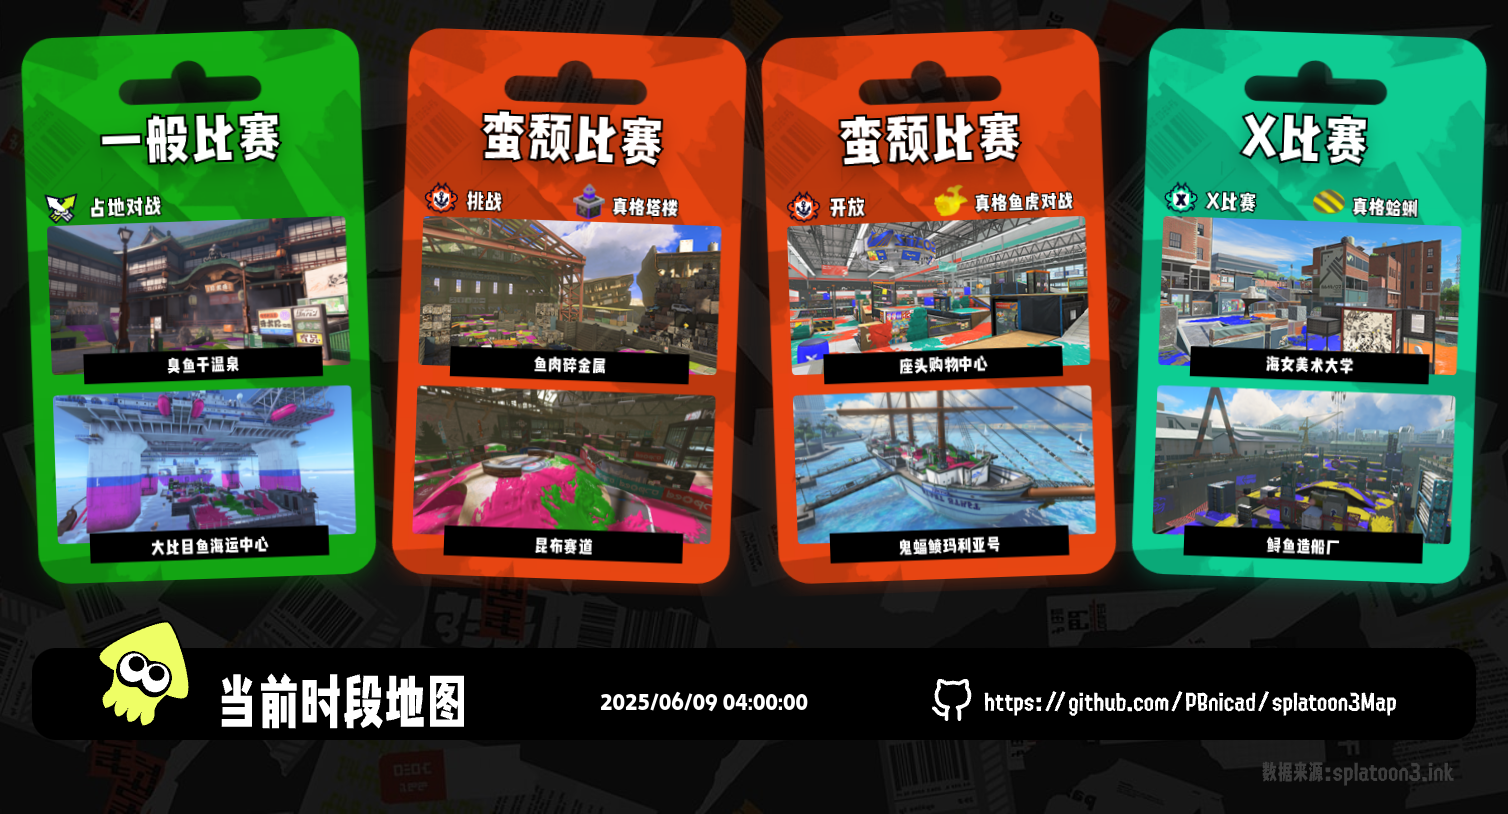 一般比赛
占地对战
臭鱼干温泉
大比目鱼海运中心
蛮颓比赛
挑战
真格塔楼
鱼肉碎金属
昆布赛道
蛮颓比赛
开放
真格鱼虎对战
座头购物中心
鬼蝠鲼玛利亚号
X比赛
X比赛
真格蛤蜊
海女美术大学
鲟鱼造船厂
当前时段地图
2025/06/09 04:00:00
https://github.com/PBnicad/splatoon3Map
数据来源:splatoon3.ink